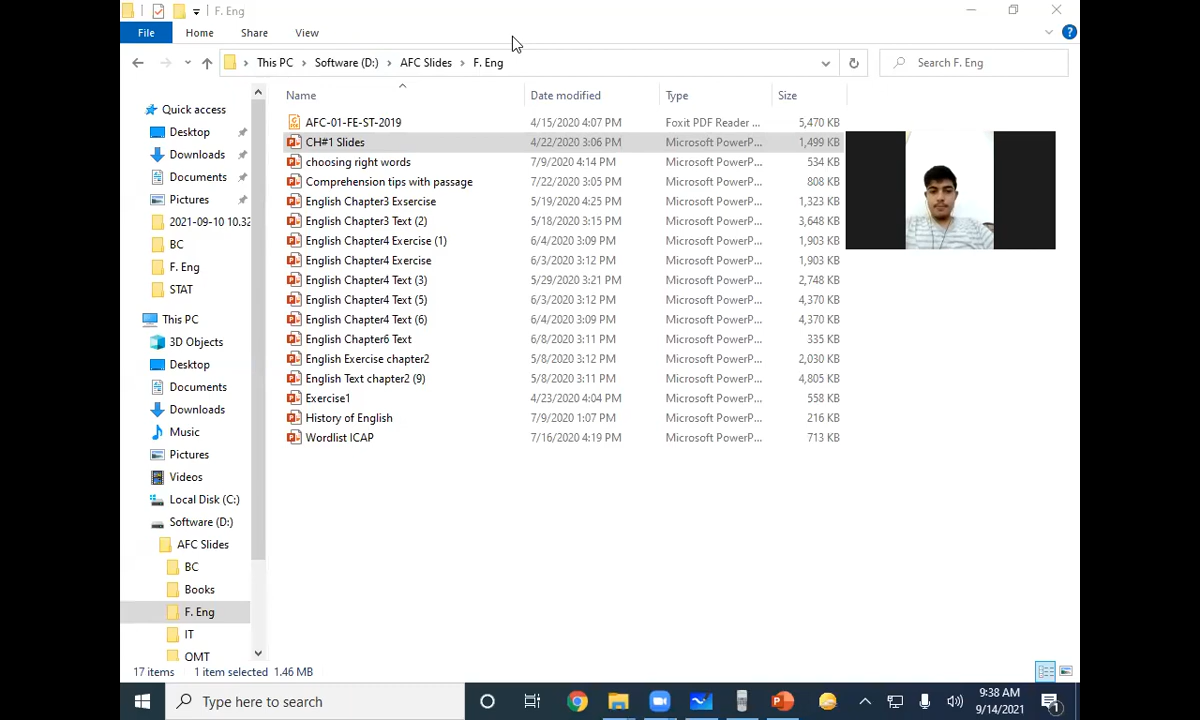 F. Eng
File Home Share View
This PC Software (D:) AFC Slides F. Eng Search F. Eng
Name Date modified Type Size
Quick access
Desktop
Downloads
Documents
Pictures
2021-09-10 10.32
BC
F. Eng
STAT
This PC
3D Objects
Desktop
Documents
Downloads
Music
Pictures
Videos
Local Disk (C:)
Software (D:)
AFC Slides
BC
Books
F. Eng
IT
OMT
AFC-01-FE-ST-2019 4/15/2020 4:07 PM Foxit PDF Reader ... 5,470 KB
CH#1 Slides 4/22/2020 3:06 PM Microsoft PowerP... 1,499 KB
choosing right words 7/9/2020 4:14 PM Microsoft PowerP... 534 KB
Comprehension tips with passage 7/22/2020 3:05 PM Microsoft PowerP... 808 KB
English Chapter3 Exsercise 5/19/2020 4:25 PM Microsoft PowerP... 1,323 KB
English Chapter3 Text (2) 5/18/2020 3:15 PM Microsoft PowerP... 3,648 KB
English Chapter4 Exercise (1) 6/4/2020 3:09 PM Microsoft PowerP... 1,903 KB
English Chapter4 Exercise 6/3/2020 3:12 PM Microsoft PowerP... 1,903 KB
English Chapter4 Text (3) 5/29/2020 3:21 PM Microsoft PowerP... 2,748 KB
English Chapter4 Text (5) 6/3/2020 3:12 PM Microsoft PowerP... 4,370 KB
English Chapter4 Text (6) 6/4/2020 3:09 PM Microsoft PowerP... 4,370 KB
English Chapter6 Text 6/8/2020 3:11 PM Microsoft PowerP... 335 KB
English Exercise chapter2 5/8/2020 3:12 PM Microsoft PowerP... 2,030 KB
English Text chapter2 (9) 5/8/2020 3:11 PM Microsoft PowerP... 4,805 KB
Exercise1 4/23/2020 4:04 PM Microsoft PowerP... 558 KB
History of English 7/9/2020 1:07 PM Microsoft PowerP... 216 KB
Wordlist ICAP 7/16/2020 4:19 PM Microsoft PowerP... 713 KB
17 items 1 item selected 1.46 MB
Type here to search
9:38 AM
9/14/2021
1